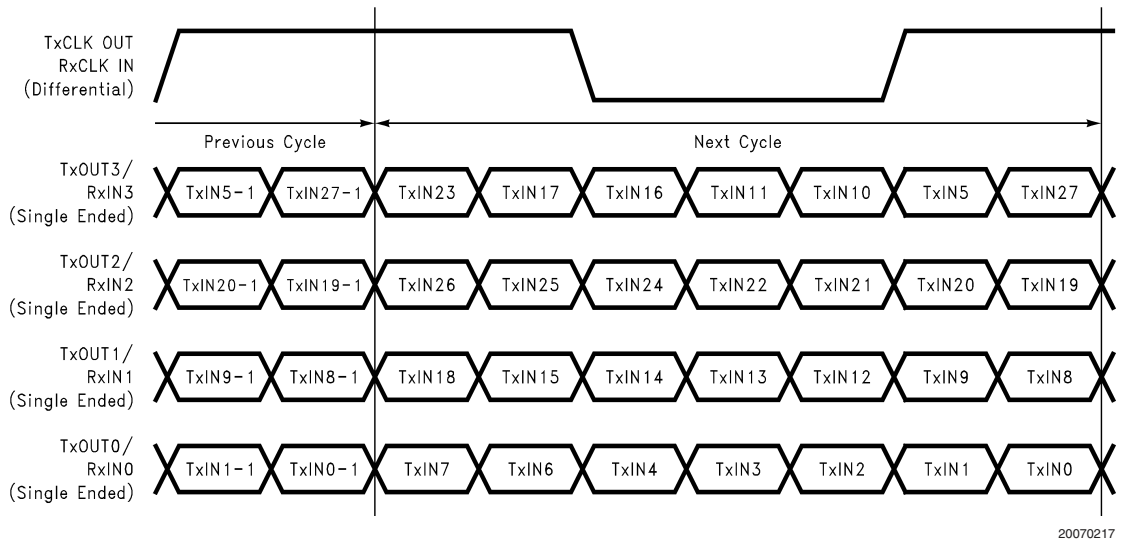 TxCLK OUT
RxCLK IN
(Differential)
Previous Cycle
Next Cycle
TxOUT3/
RxIN3
(Single Ended)
TxIN5-1 TxIN27-1 TxIN23 TxIN17 TxIN16 TxIN11 TxIN10 TxIN5 TxIN27
TxOUT2/
RxIN2
(Single Ended)
TxIN20-1 TxIN19-1 TxIN26 TxIN25 TxIN24 TxIN22 TxIN21 TxIN20 TxIN19
TxOUT1/
RxIN1
(Single Ended)
TxIN9-1 TxIN8-1 TxIN18 TxIN15 TxIN14 TxIN13 TxIN12 TxIN9 TxIN8
TxOUT0/
RxIN0
(Single Ended)
TxIN1-1 TxIN0-1 TxIN7 TxIN6 TxIN4 TxIN3 TxIN2 TxIN1 TxIN0
20070217